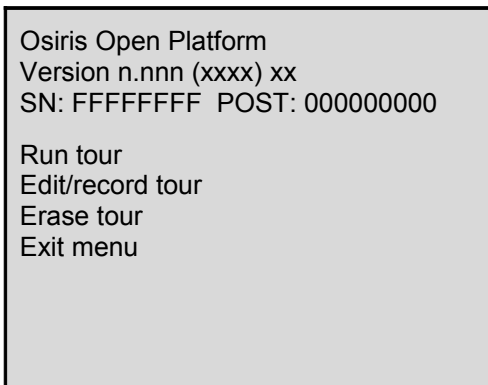 Osiris Open Platform
Version n.nnn (xxxx) xx
SN: FFFFFFFF POST: 000000000
Run tour
Edit/record tour
Erase tour
Exit menu